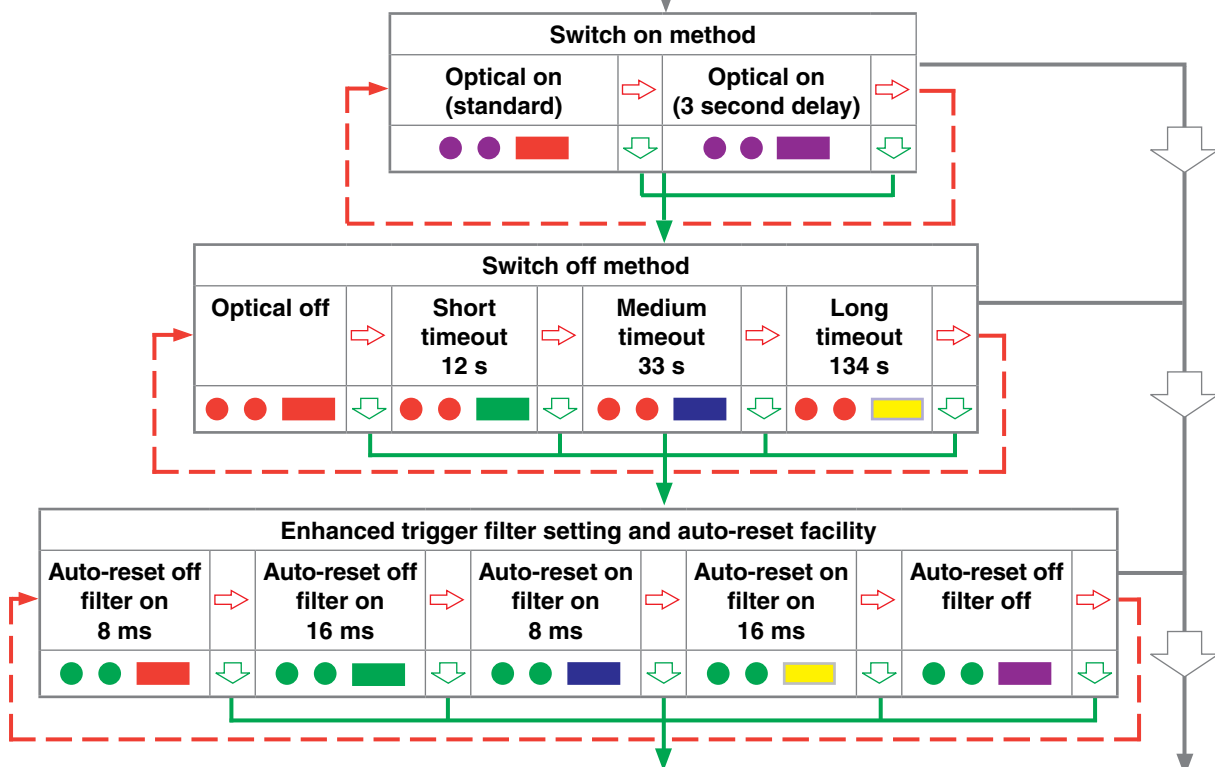 Switch on method
Optical on
(standard)
Optical on
(3 second delay)
Switch off method
Optical off
Short
timeout
12 s
Medium
timeout
33 s
Long
timeout
134 s
Enhanced trigger filter setting and auto-reset facility
Auto-reset off
filter on
8 ms
Auto-reset off
filter on
16 ms
Auto-reset on
filter on
8 ms
Auto-reset on
filter on
16 ms
Auto-reset off
filter off